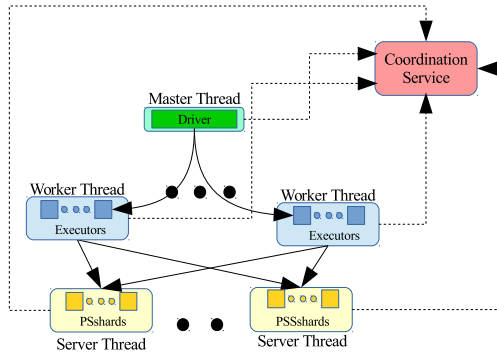 Coordination
Service
Master Thread
Driver
Worker Thread
Executors
Worker Thread
Executors
PSshards
PSSshards
Server Thread
Server Thread